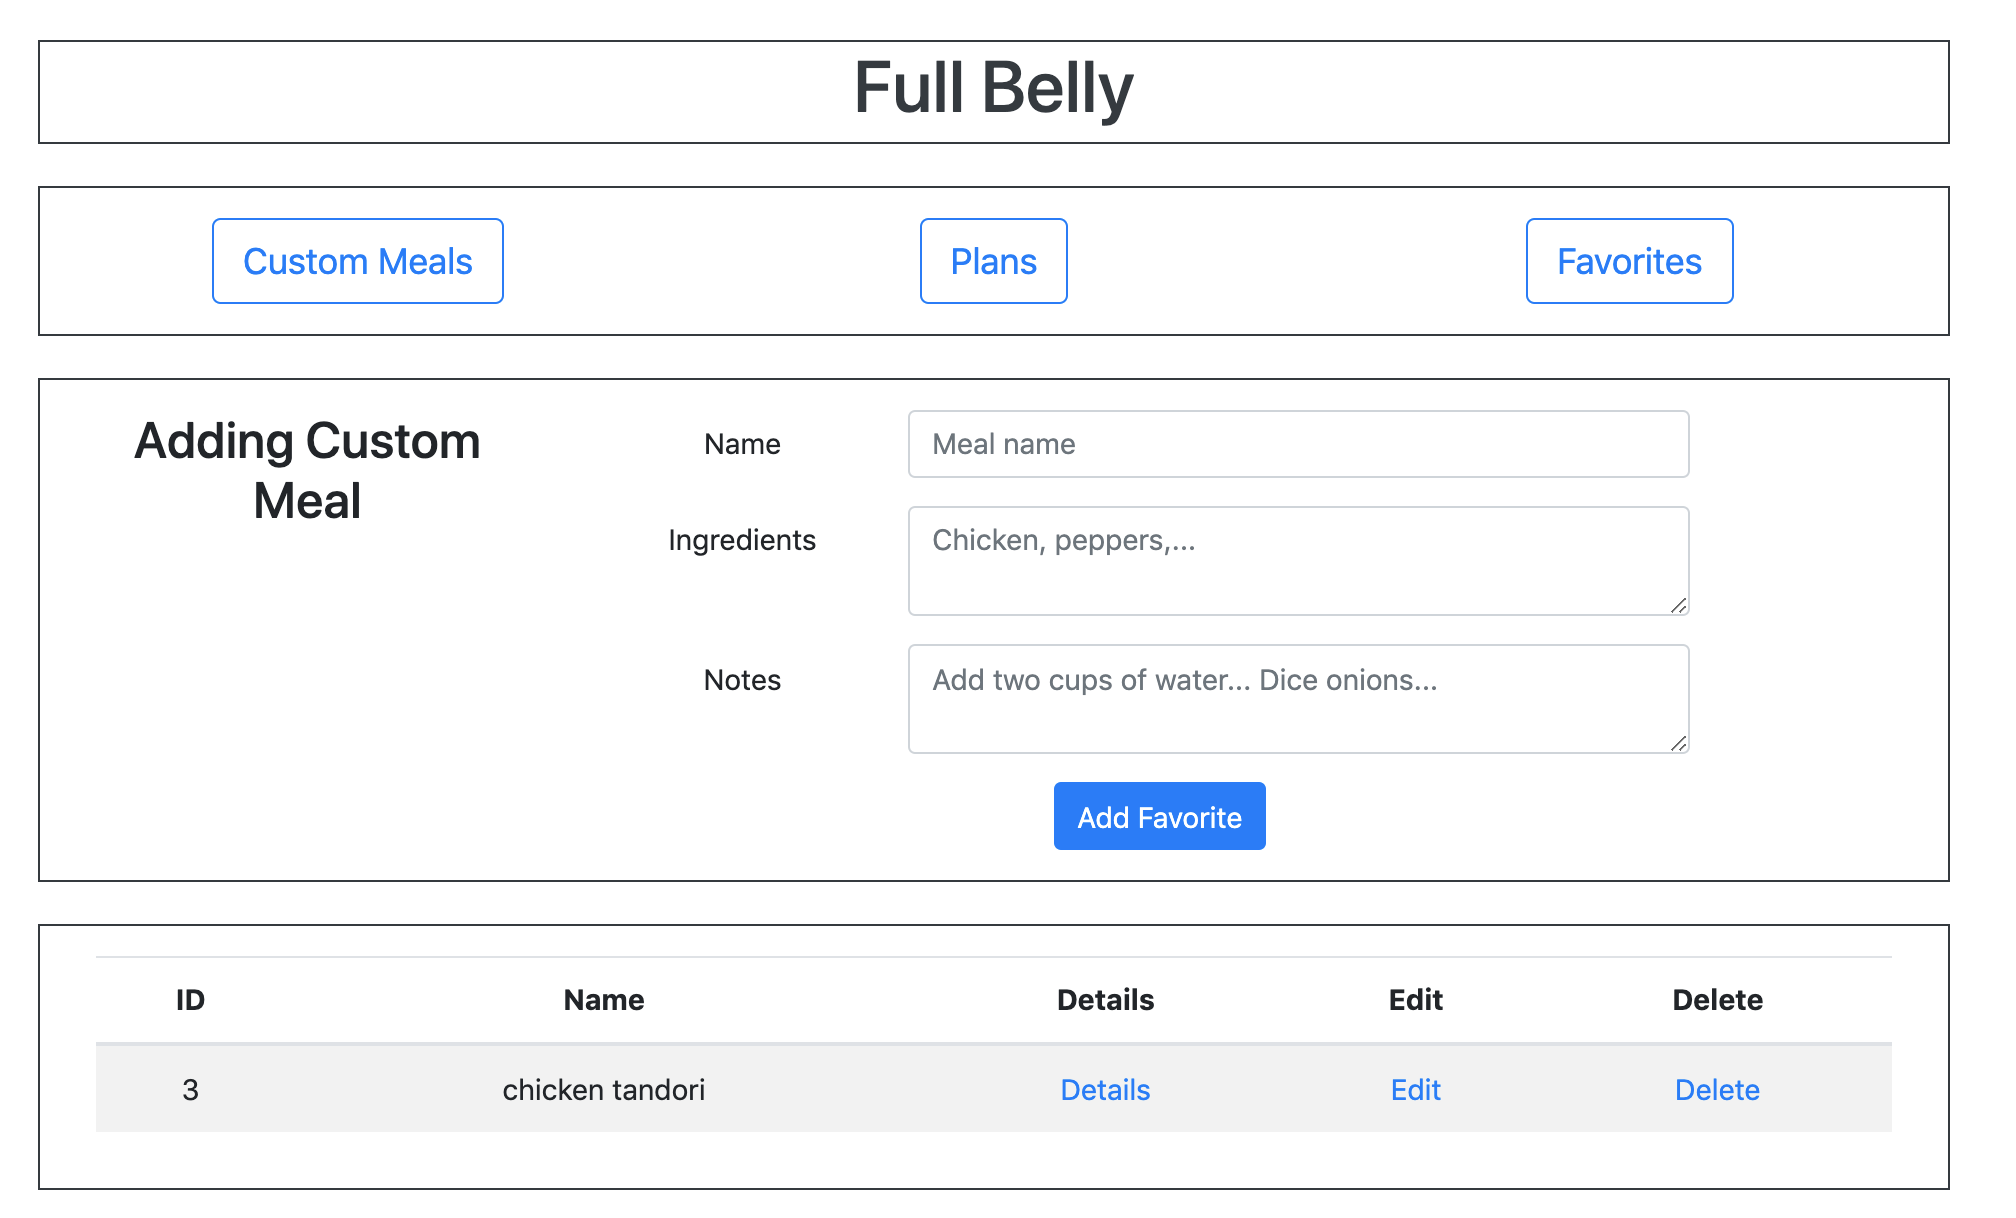 Full Belly
Custom Meals Plans Favorites
Adding Custom
Meal
Name Meal name
Ingredients Chicken, peppers,...
Notes Add two cups of water... Dice onions...
Add Favorite
ID Name Details Edit Delete
3 chicken tandori Details Edit Delete